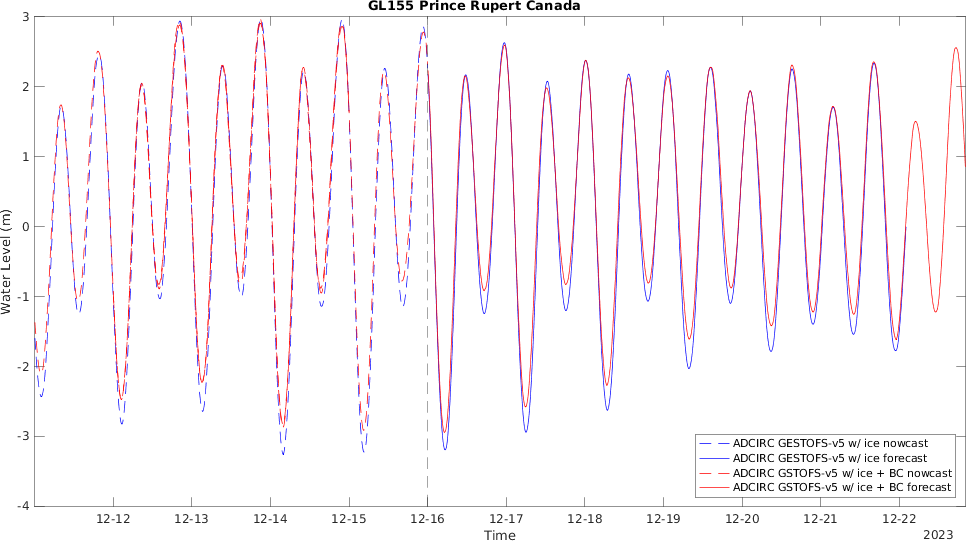 GL155 Prince Rupert Canada
3
2
1
0
-1
-2
-3
-4
Water Level (m)
ADCIRC GESTOFS-v5 w/ ice nowcast
ADCIRC GESTOFS-v5 w/ ice forecast
ADCIRC GSTOFS-v5 w/ ice + BC nowcast
ADCIRC GSTOFS-v5 w/ ice + BC forecast
12-12 12-13 12-14 12-15 12-16 12-17 12-18 12-19 12-20 12-21 12-22
Time
2023